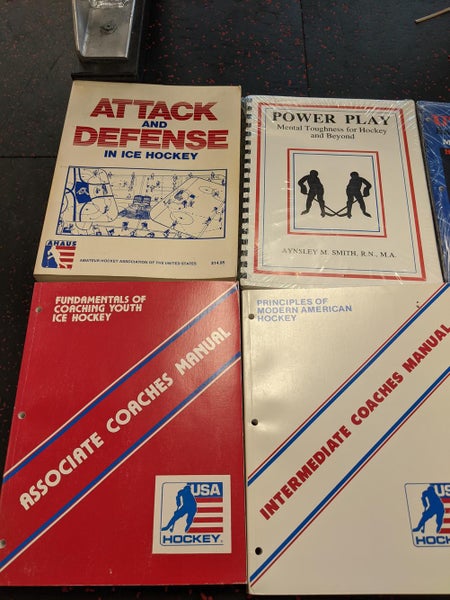 ATTACK
AND
DEFENSE
IN ICE HOCKEY
AHAUS
AMATEUR HOCKEY ASSOCIATION OF THE UNITED STATES
$14.95
POWER PLAY
Mental Toughness for Hockey
and Beyond
AYNSLEY M. SMITH, R.N., M.A.
FUNDAMENTALS OF
COACHING YOUTH
ICE HOCKEY
ASSOCIATE COACHES MANUAL
USA
HOCKEY
PRINCIPLES OF
MODERN AMERICAN
HOCKEY
INTERMEDIATE COACHES MANUAL
US
HOC